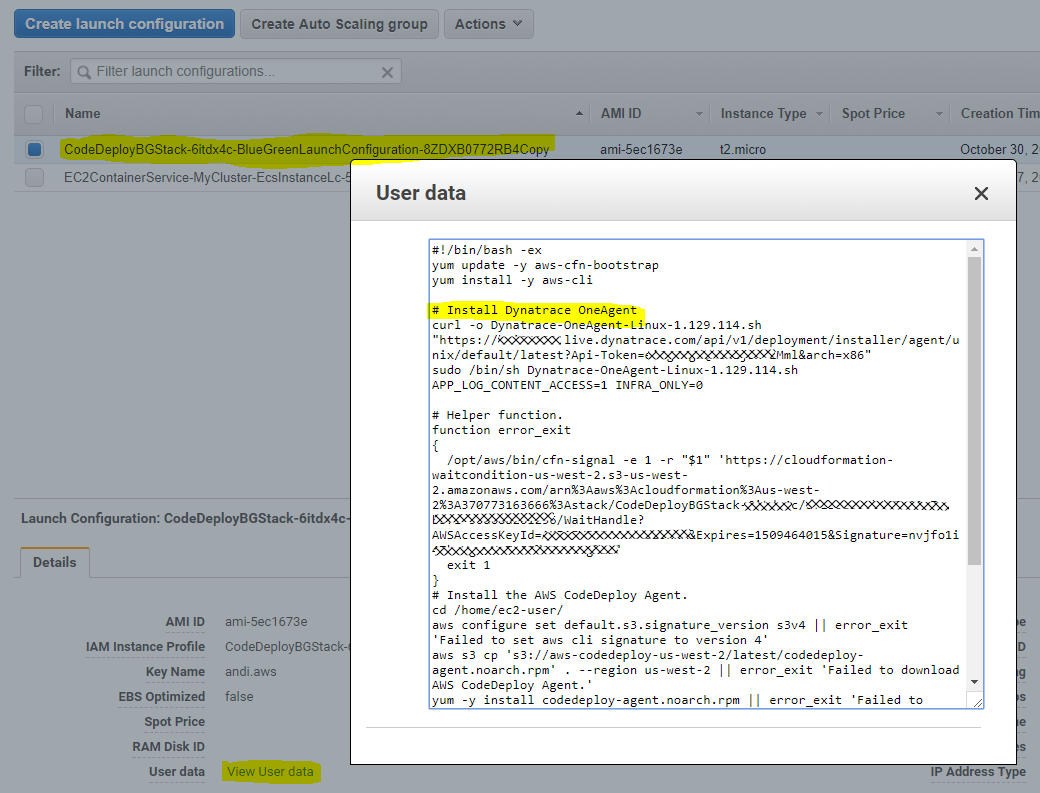 Create launch configuration Create Auto Scaling group Actions
Filter: Filter launch configurations...
Name AMI ID Instance Type Spot Price Creation Tim
CodeDeployBGStack-6itdx4c-BlueGreenLaunchConfiguration-8ZDXB0772RB4Copy ami-5ec1673e t2.micro October 30, 2
EC2ContainerService-MyCluster-EcsInstanceLc-5 7, 2
User data
#!/bin/bash -ex
yum update -y aws-cfn-bootstrap
yum install -y aws-cli
# Install Dynatrace OneAgent
curl -o Dynatrace-OneAgent-Linux-1.129.114.sh
"https:// .live.dynatrace.com/api/v1/deployment/installer/agent/u
nix/default/latest?Api-Token= Mml&arch=x86"
sudo /bin/sh Dynatrace-OneAgent-Linux-1.129.114.sh
APP_LOG_CONTENT_ACCESS=1 INFRA_ONLY=0
# Helper function.
function error_exit
{
/opt/aws/bin/cfn-signal -e 1 -r "$1" 'https://cloudformation-
waitcondition-us-west-2.s3-us-west-
2.amazonaws.com/arn%3Aaws%3Acloudformation%3Aus-west-
2%3A370773163666%3Astack/CodeDeployBGStack- c/
/WaitHandle?
AWSAccessKeyId= &Expires=1509464015&Signature=nvjfo1i
exit 1
}
# Install the AWS CodeDeploy Agent.
cd /home/ec2-user/
aws configure set default.s3.signature_version s3v4 || error_exit
'Failed to set aws cli signature to version 4'
aws s3 cp 's3://aws-codedeploy-us-west-2/latest/codedeploy-
agent.noarch.rpm' . --region us-west-2 || error_exit 'Failed to download
AWS CodeDeploy Agent.'
yum -y install codedeploy-agent.noarch.rpm || error_exit 'Failed to
Launch Configuration: CodeDeployBGStack-6itdx4c-
Details
AMI ID ami-5ec1673e
IAM Instance Profile CodeDeployBGStack-
Key Name andi.aws
EBS Optimized false
Spot Price
RAM Disk ID
User data View User data
IP Address Type